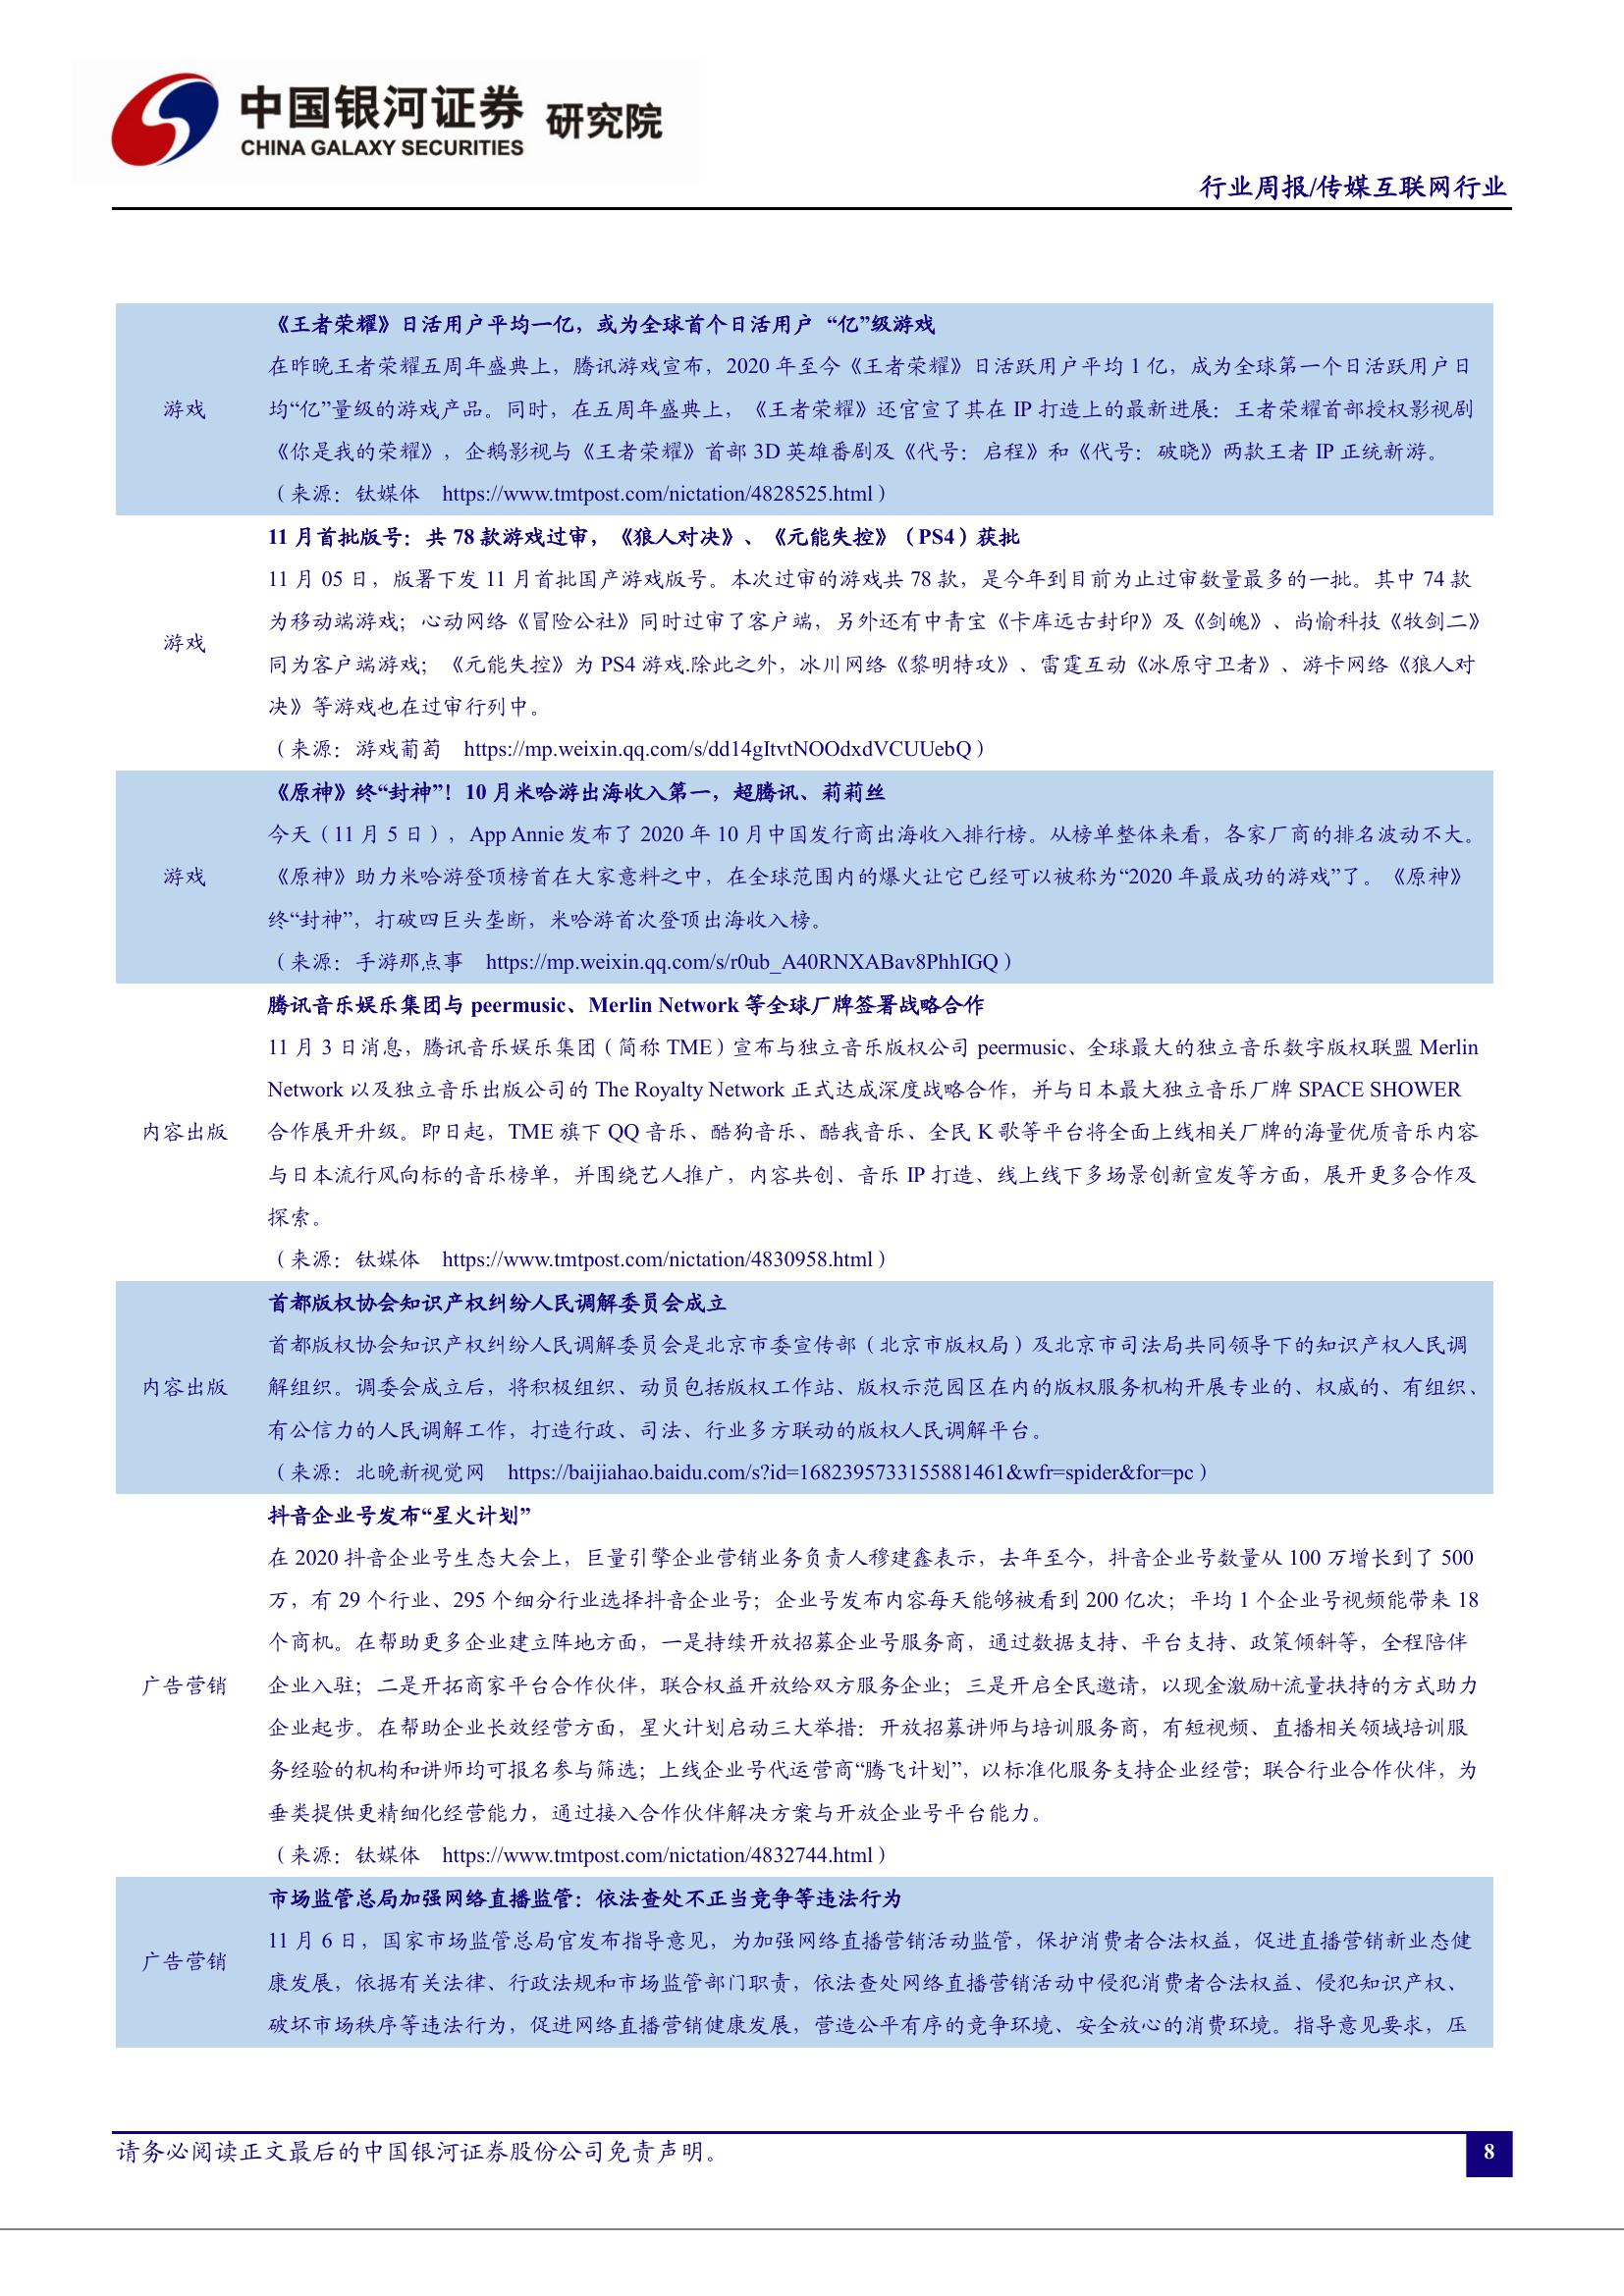 中国银河证券 研究院
CHINA GALAXY SECURITIES
行业周报/传媒互联网行业
《王者荣耀》日活用户平均一亿，或为全球首个日活用户 “亿”级游戏
在昨晚王者荣耀五周年盛典上，腾讯游戏宣布，2020 年至今《王者荣耀》日活跃用户平均 1 亿，成为全球第一个日活跃用户日
游戏
均“亿”量级的游戏产品。同时，在五周年盛典上，《王者荣耀》还官宣了其在 IP 打造上的最新进展：王者荣耀首部授权影视剧
《你是我的荣耀》，企鹅影视与《王者荣耀》首部 3D 英雄番剧及《代号：启程》和《代号：破晓》两款王者 IP 正统新游。
（来源：钛媒体 https://www.tmtpost.com/nictation/4828525.html）
11 月首批版号：共 78 款游戏过审，《狼人对决》、《元能失控》（PS4）获批
11 月 05 日，版署下发 11 月首批国产游戏版号。本次过审的游戏共 78 款，是今年到目前为止过审数量最多的一批。其中 74 款
为移动端游戏；心动网络《冒险公社》同时过审了客户端，另外还有中青宝《卡库远古封印》及《剑魄》、尚愉科技《牧剑二》
游戏
同为客户端游戏；《元能失控》为 PS4 游戏.除此之外，冰川网络《黎明特攻》、雷霆互动《冰原守卫者》、游卡网络《狼人对
决》等游戏也在过审行列中。
（来源：游戏葡萄 https://mp.weixin.qq.com/s/dd14gItvtNOOdxdVCUUebQ）
《原神》终“封神”！10 月米哈游出海收入第一，超腾讯、莉莉丝
今天（11 月 5 日），App Annie 发布了 2020 年 10 月中国发行商出海收入排行榜。从榜单整体来看，各家厂商的排名波动不大。
游戏
《原神》助力米哈游登顶榜首在大家意料之中，在全球范围内的爆火让它已经可以被称为“2020 年最成功的游戏”了。《原神》
终“封神”，打破四巨头垄断，米哈游首次登顶出海收入榜。
（来源：手游那点事 https://mp.weixin.qq.com/s/r0ub_A40RNXABav8PhhIGQ）
腾讯音乐娱乐集团与 peermusic、Merlin Network 等全球厂牌签署战略合作
11 月 3 日消息，腾讯音乐娱乐集团（简称 TME）宣布与独立音乐版权公司 peermusic、全球最大的独立音乐数字版权联盟 Merlin
Network 以及独立音乐出版公司的 The Royalty Network 正式达成深度战略合作，并与日本最大独立音乐厂牌 SPACE SHOWER
内容出版
合作展开升级。即日起，TME 旗下 QQ 音乐、酷狗音乐、酷我音乐、全民 K 歌等平台将全面上线相关厂牌的海量优质音乐内容
与日本流行风向标的音乐榜单，并围绕艺人推广，内容共创、音乐 IP 打造、线上线下多场景创新宣发等方面，展开更多合作及
探索。
（来源：钛媒体 https://www.tmtpost.com/nictation/4830958.html）
首都版权协会知识产权纠纷人民调解委员会成立
首都版权协会知识产权纠纷人民调解委员会是北京市委宣传部（北京市版权局）及北京市司法局共同领导下的知识产权人民调
内容出版
解组织。调委会成立后，将积极组织、动员包括版权工作站、版权示范园区在内的版权服务机构开展专业的、权威的、有组织、
有公信力的人民调解工作，打造行政、司法、行业多方联动的版权人民调解平台。
（来源：北晚新视觉网 https://baijiahao.baidu.com/s?id=1682395733155881461&wfr=spider&for=pc）
抖音企业号发布“星火计划”
在 2020 抖音企业号生态大会上，巨量引擎企业营销业务负责人穆建鑫表示，去年至今，抖音企业号数量从 100 万增长到了 500
万，有 29 个行业、295 个细分行业选择抖音企业号；企业号发布内容每天能够被看到 200 亿次；平均 1 个企业号视频能带来 18
个商机。在帮助更多企业建立阵地方面，一是持续开放招募企业号服务商，通过数据支持、平台支持、政策倾斜等，全程陪伴
广告营销
企业入驻；二是开拓商家平台合作伙伴，联合权益开放给双方服务企业；三是开启全民邀请，以现金激励+流量扶持的方式助力
企业起步。在帮助企业长效经营方面，星火计划启动三大举措：开放招募讲师与培训服务商，有短视频、直播相关领域培训服
务经验的机构和讲师均可报名参与筛选；上线企业号代运营商“腾飞计划”，以标准化服务支持企业经营；联合行业合作伙伴，为
垂类提供更精细化经营能力，通过接入合作伙伴解决方案与开放企业号平台能力。
（来源：钛媒体 https://www.tmtpost.com/nictation/4832744.html）
市场监管总局加强网络直播监管：依法查处不正当竞争等违法行为
11 月 6 日，国家市场监管总局官发布指导意见，为加强网络直播营销活动监管，保护消费者合法权益，促进直播营销新业态健
广告营销
康发展，依据有关法律、行政法规和市场监管部门职责，依法查处网络直播营销活动中侵犯消费者合法权益、侵犯知识产权、
破坏市场秩序等违法行为，促进网络直播营销健康发展，营造公平有序的竞争环境、安全放心的消费环境。指导意见要求，压
请务必阅读正文最后的中国银河证券股份公司免责声明。
8